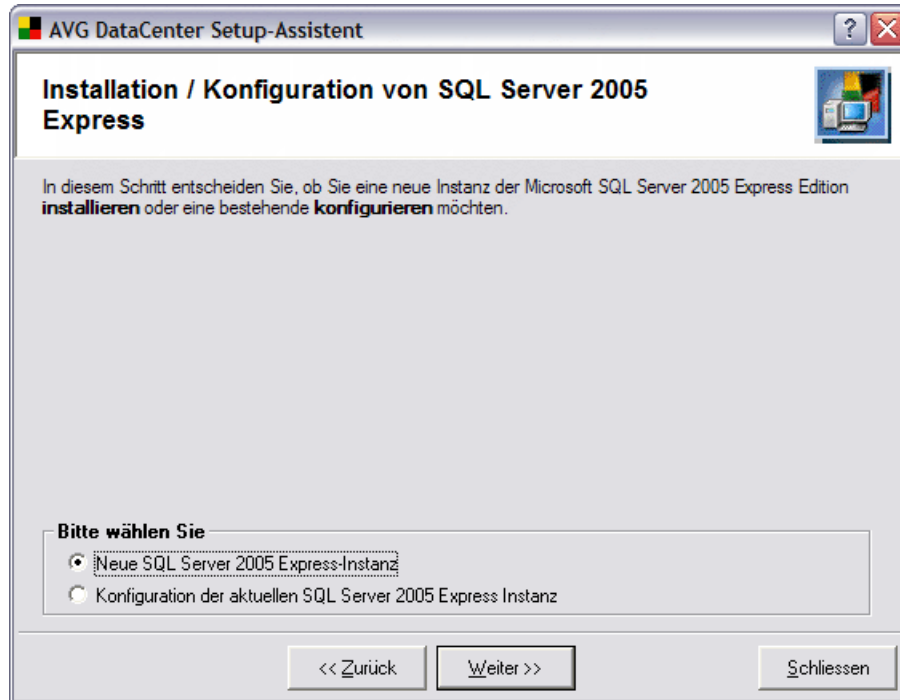 AVG DataCenter Setup-Assistent
?
Installation / Konfiguration von SQL Server 2005
Express
In diesem Schritt entscheiden Sie, ob Sie eine neue Instanz der Microsoft SQL Server 2005 Express Edition
installieren oder eine bestehende konfigurieren möchten.
Bitte wählen Sie
Neue SQL Server 2005 Express-Instanz
Konfiguration der aktuellen SQL Server 2005 Express Instanz
<< Zurück
Weiter >>
Schliessen